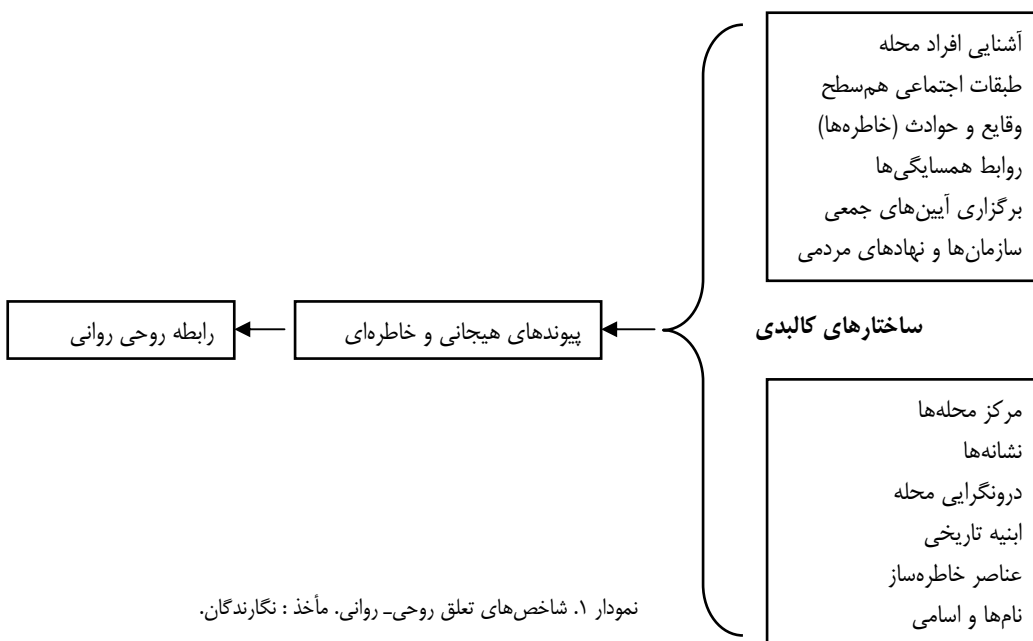 آشنایی افراد محله
طبقات اجتماعی هم‌سطح
وقایع و حوادث (خاطره‌ها)
روابط همسایگی‌ها
برگزاری آیین‌های جمعی
سازمان‌ها و نهادهای مردمی
ساختارهای کالبدی
مرکز محله‌ها
نشانه‌ها
درونگرایی محله
ابنیه تاریخی
عناصر خاطره‌ساز
نام‌ها و اسامی
پیوندهای هیجانی و خاطره‌ای
رابطه روحی روانی
نمودار ۱. شاخص‌های تعلق روحی- روانی. مأخذ : نگارندگان.